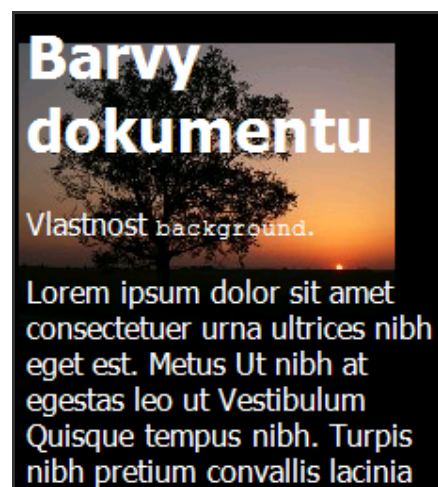 Barvy
dokumentu
Vlastnost background.
Lorem ipsum dolor sit amet
consectetuer urna ultrices nibh
eget est. Metus Ut nibh at
egestas leo ut Vestibulum
Quisque tempus nibh. Turpis
nibh pretium convallis lacinia